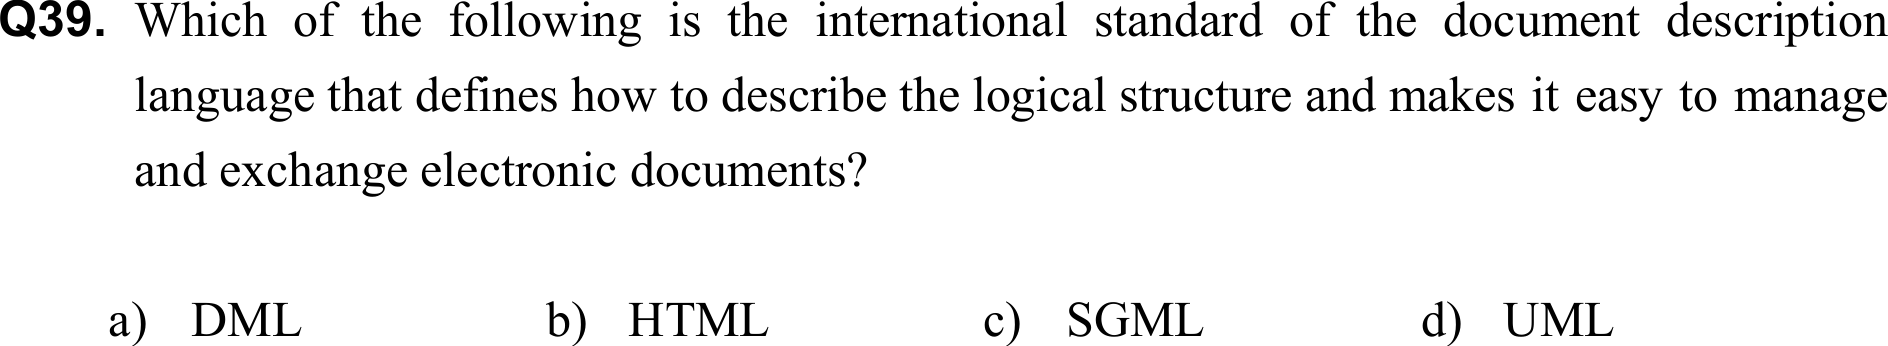 Q39. Which of the following is the international standard of the document description
language that defines how to describe the logical structure and makes it easy to manage
and exchange electronic documents?
a) DML b) HTML c) SGML d) UML